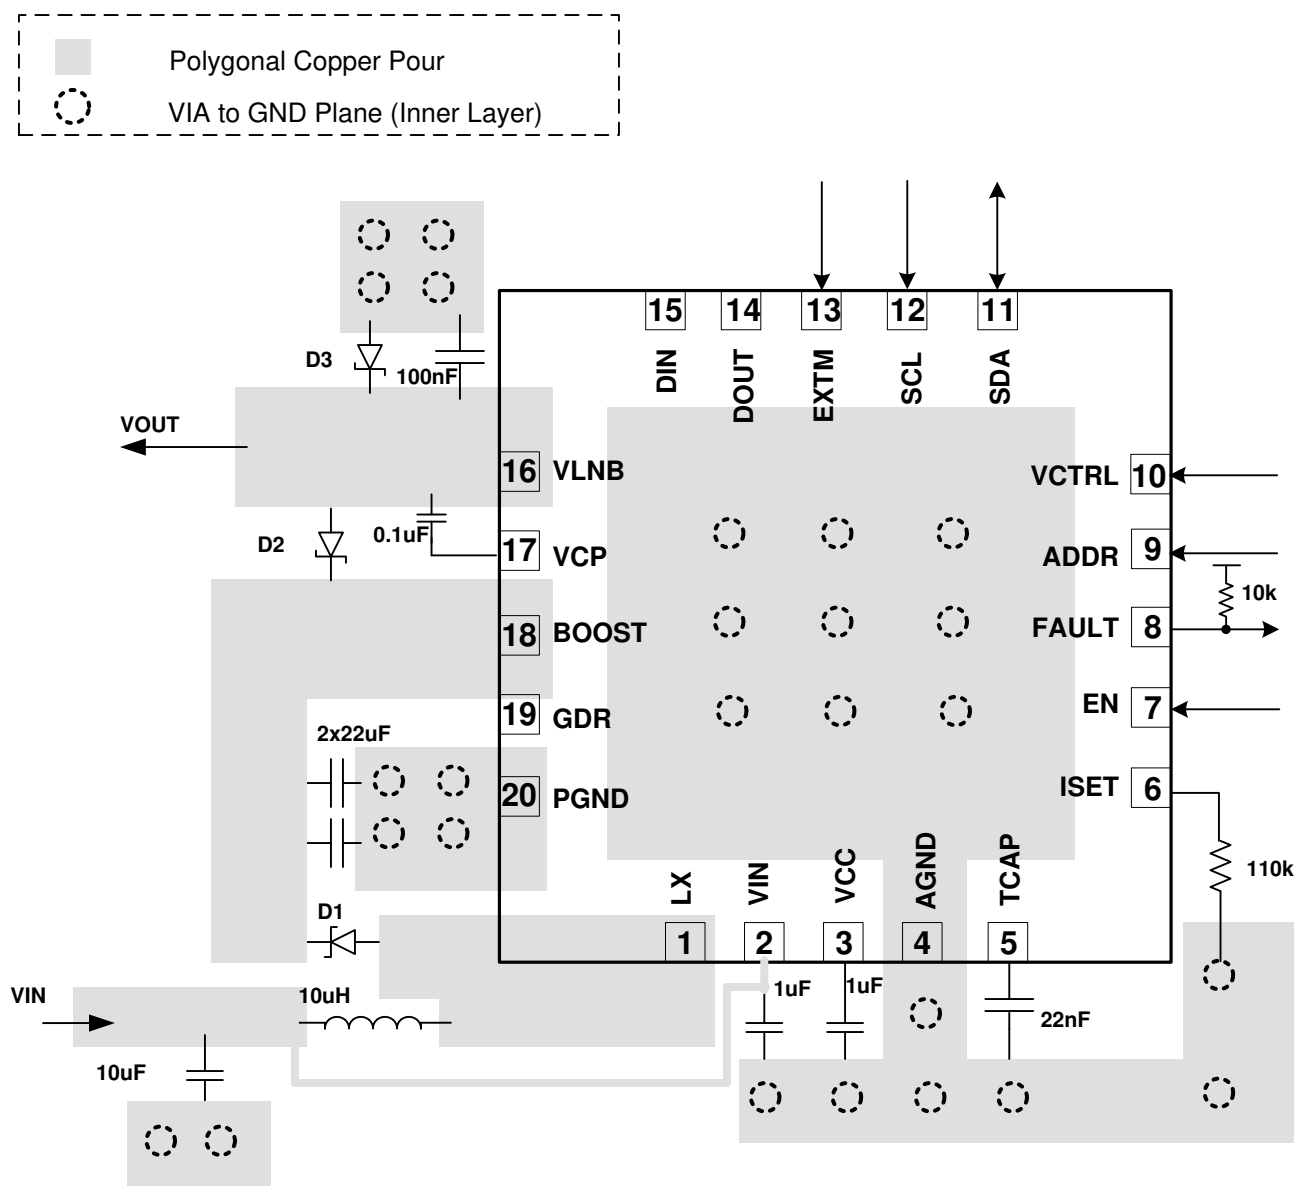 Polygonal Copper Pour
VIA to GND Plane (Inner Layer)
15 14 13 12 11
DIN DOUT EXTM SCL SDA
D3
100nF
VOUT
16 VLNB
VCTRL 10
D2
0.1uF
17 VCP
ADDR 9
10k
18 BOOST
FAULT 8
19 GDR
EN 7
2x22uF
20 PGND
ISET 6
110k
LX VIN VCC AGND TCAP
D1
1 2 3 4 5
VIN
10uH
1uF
1uF
22nF
10uF